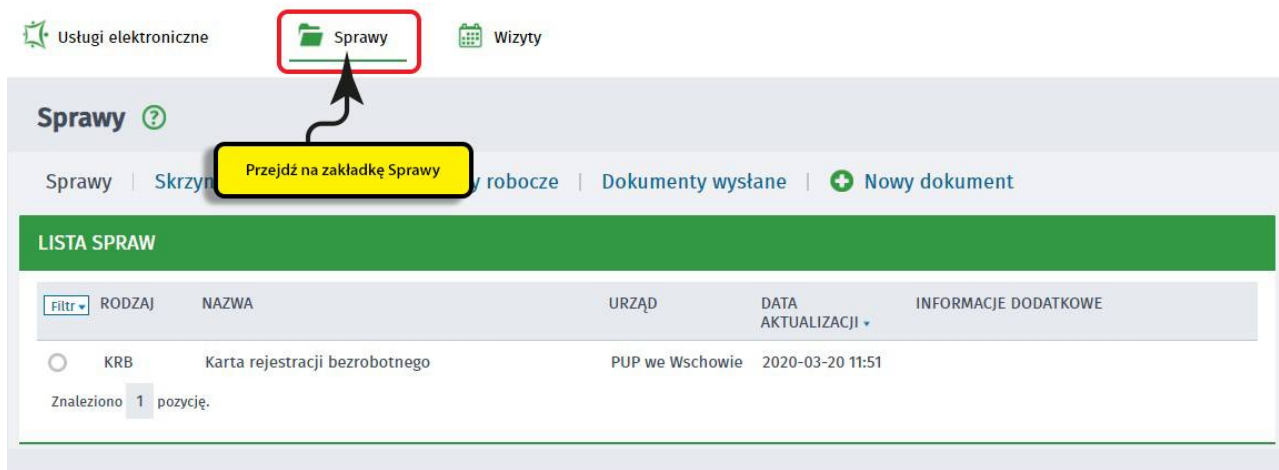 Usługi elektroniczne Sprawy Wizyty
Sprawy ?
Przejdź na zakładkę Sprawy
Sprawy | robocze | Dokumenty wysłane | Nowy dokument
LISTA SPRAW
Filtr RODZAJ NAZWA URZĄD DATA AKTUALIZACJI INFORMACJE DODATKOWE
KRB Karta rejestracji bezrobotnego PUP we Wschowie 2020-03-20 11:51
Znaleziono 1 pozycję.